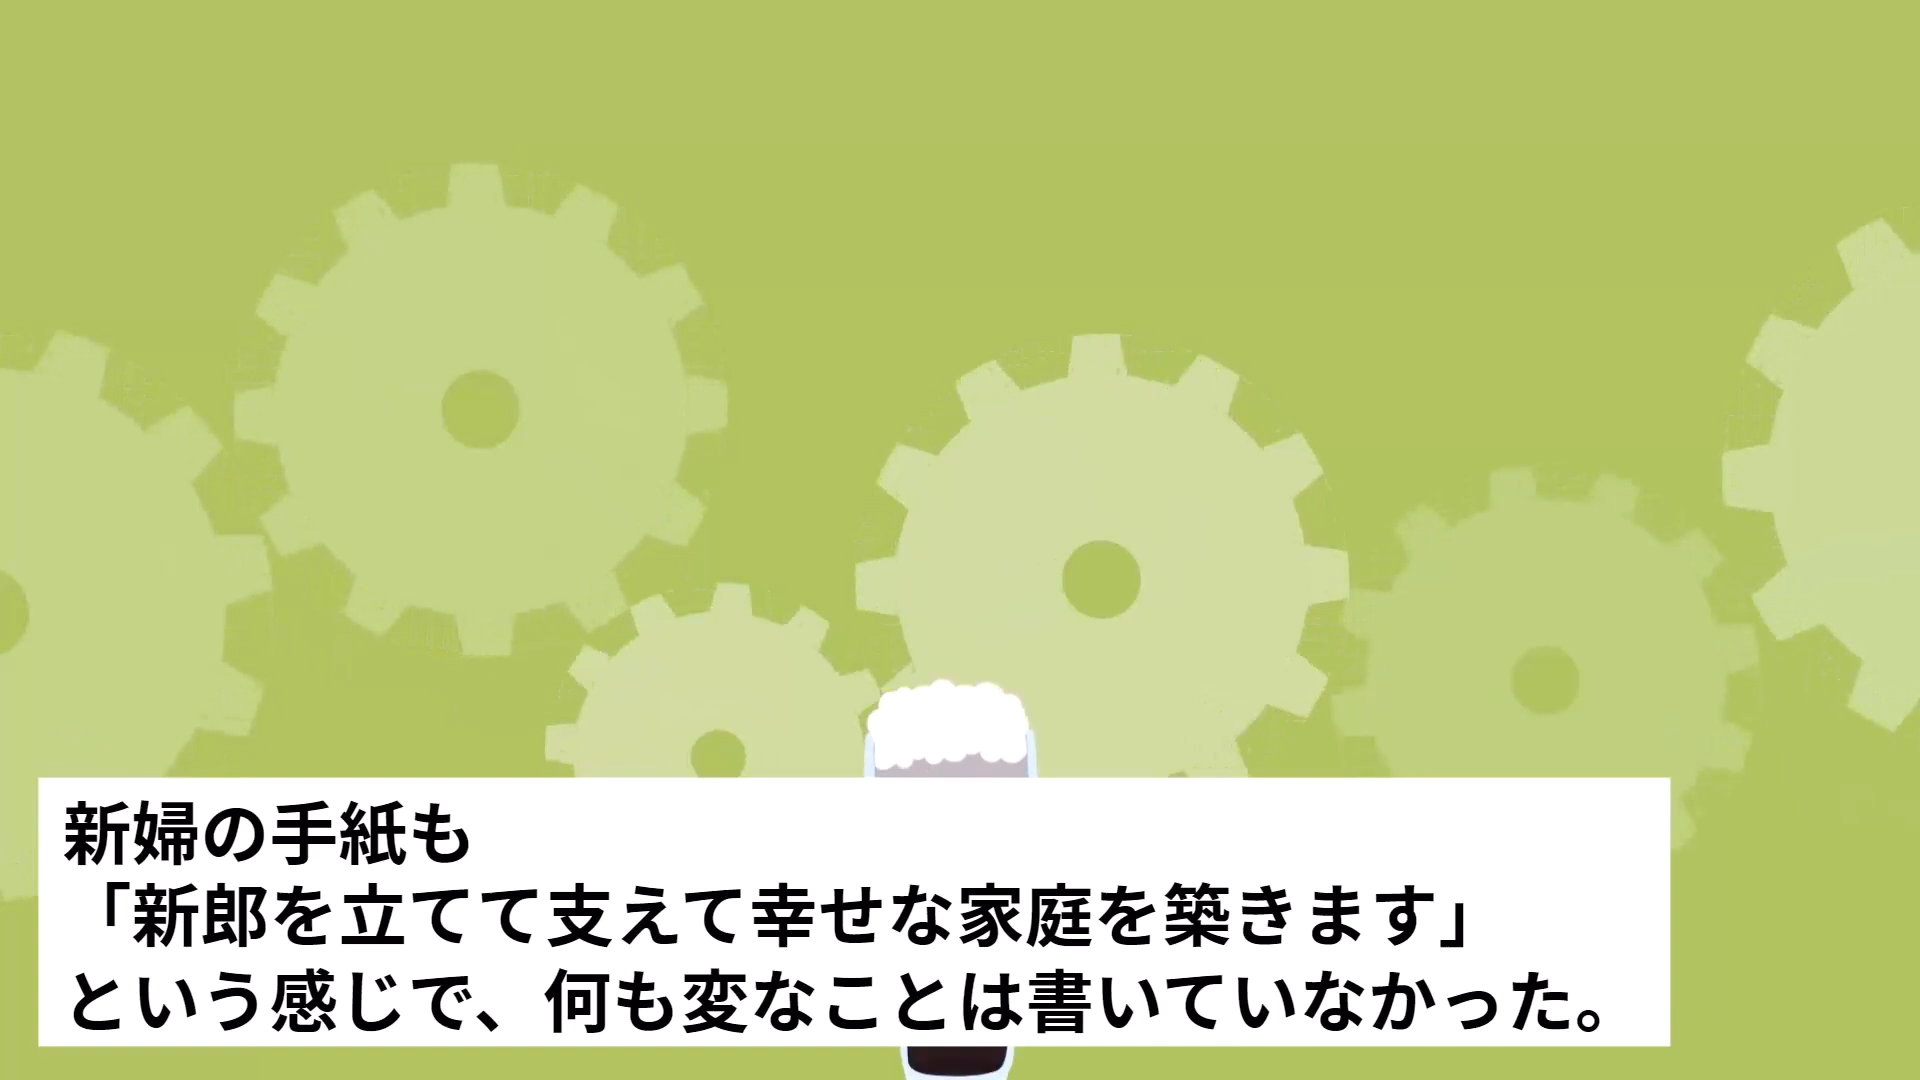 新婦の手紙も
「新郎を立てて支えて幸せな家庭を築きます」
という感じで、何も変なことは書いていなかった。